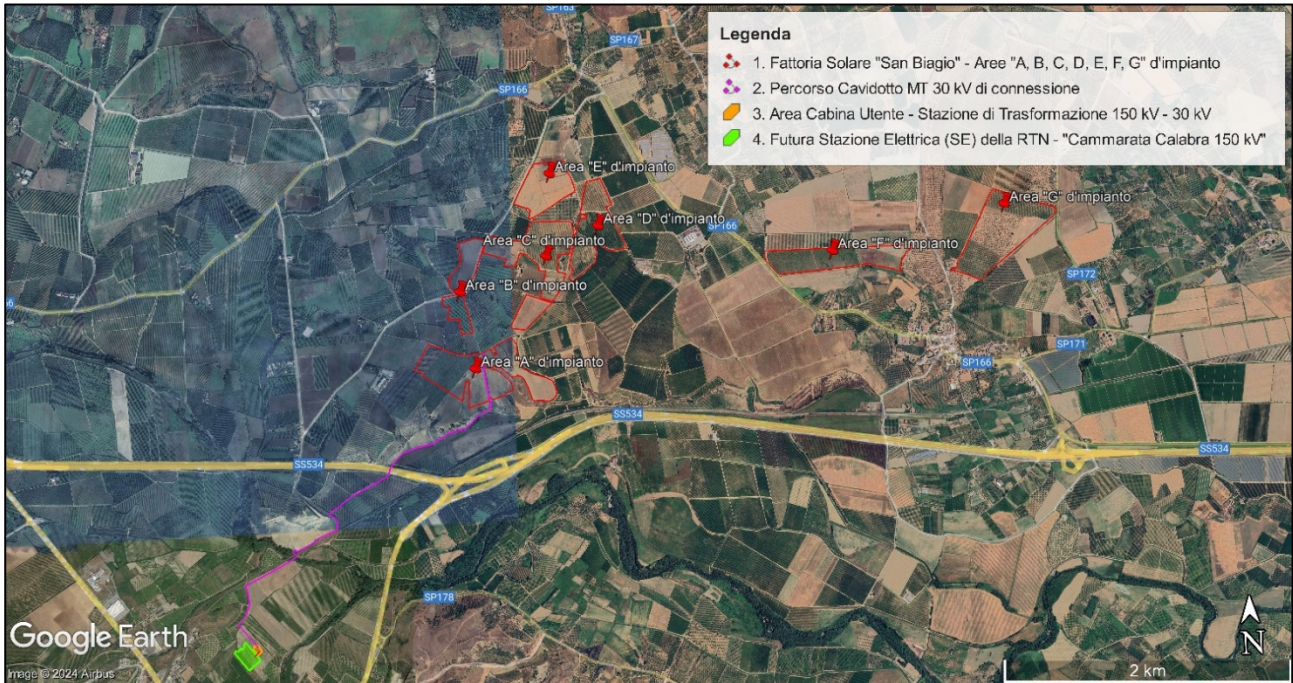 SP163
SP167
SP166
Legenda
1. Fattoria Solare "San Biagio" - Aree "A, B, C, D, E, F, G" d'impianto
2. Percorso Cavidotto MT 30 kV di connessione
3. Area Cabina Utente - Stazione di Trasformazione 150 kV - 30 kV
4. Futura Stazione Elettrica (SE) della RTN - "Cammarata Calabra 150 kV"
Area "E" d'impianto
Area "G" d'impianto
Area "D" d'impianto
SP166
Area "C" d'impianto
Area "F" d'impianto
SP172
Area "B" d'impianto
SP171
Area "A" d'impianto
SP166
SS534
SS534
SS534
SP178
Google Earth
N
Image © 2024 Airbus
2 km